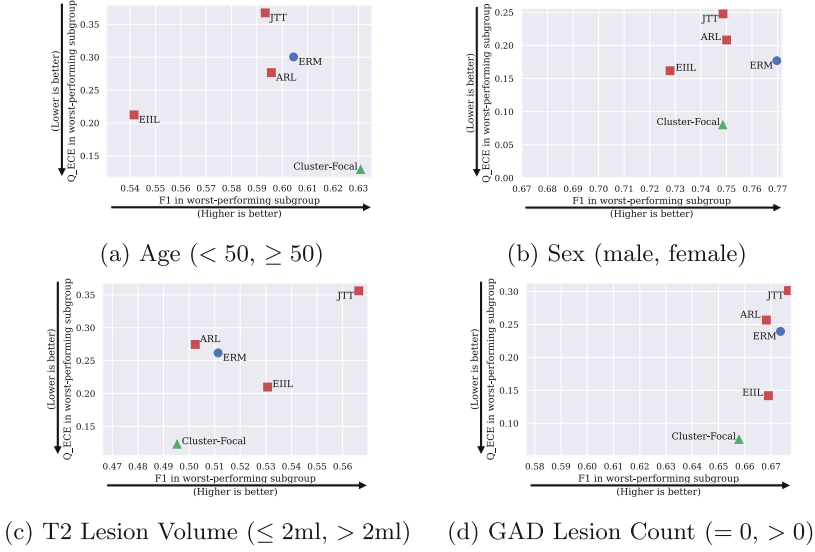 (Lower is better)
Q_ECE in worst-performing subgroup
0.35
0.30
0.25
0.20
0.15
JTT
ERM
ARL
EIIL
Cluster-Focal
0.54 0.55 0.56 0.57 0.58 0.59 0.60 0.61 0.62 0.63
F1 in worst-performing subgroup
(Higher is better)
(a) Age (< 50, ≥ 50)
(Lower is better)
Q_ECE in worst-performing subgroup
0.25
0.20
0.15
0.10
0.05
0.00
JTT
ARL
ERM
EIIL
Cluster-Focal
0.67 0.68 0.69 0.70 0.71 0.72 0.73 0.74 0.75 0.76 0.77
F1 in worst-performing subgroup
(Higher is better)
(b) Sex (male, female)
(Lower is better)
Q_ECE in worst-performing subgroup
0.35
0.30
0.25
0.20
0.15
JTT
ARL
ERM
EIIL
Cluster-Focal
0.47 0.48 0.49 0.50 0.51 0.52 0.53 0.54 0.55 0.56
F1 in worst-performing subgroup
(Higher is better)
(c) T2 Lesion Volume (≤ 2ml, > 2ml)
(Lower is better)
Q_ECE in worst-performing subgroup
0.30
0.25
0.20
0.15
0.10
JTT
ARL
ERM
EIIL
Cluster-Focal
0.58 0.59 0.60 0.61 0.62 0.63 0.64 0.65 0.66 0.67
F1 in worst-performing subgroup
(Higher is better)
(d) GAD Lesion Count (= 0, > 0)